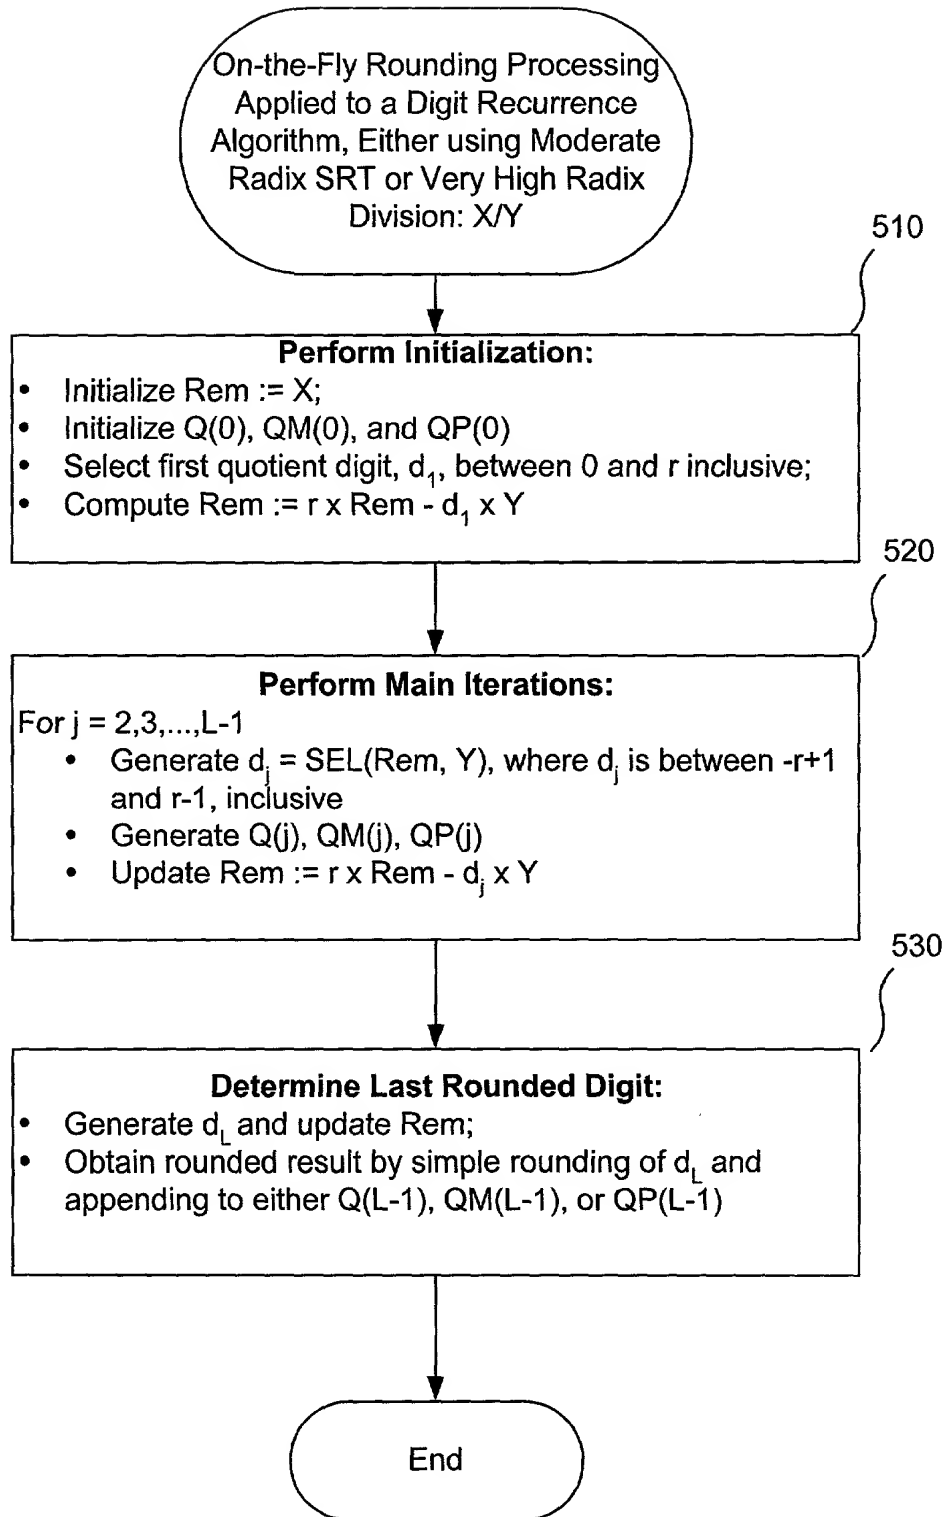 On-the-Fly Rounding Processing
Applied to a Digit Recurrence
Algorithm, Either using Moderate
Radix SRT or Very High Radix
Division: X/Y
510
Perform Initialization:
• Initialize Rem := X;
• Initialize Q(0), QM(0), and QP(0)
• Select first quotient digit, d₁, between 0 and r inclusive;
• Compute Rem := r x Rem - d₁ x Y
520
Perform Main Iterations:
For j = 2,3,...,L-1
• Generate dⱼ = SEL(Rem, Y), where dⱼ is between -r+1
and r-1, inclusive
• Generate Q(j), QM(j), QP(j)
• Update Rem := r x Rem - dⱼ x Y
530
Determine Last Rounded Digit:
• Generate d_L and update Rem;
• Obtain rounded result by simple rounding of d_L and
appending to either Q(L-1), QM(L-1), or QP(L-1)
End